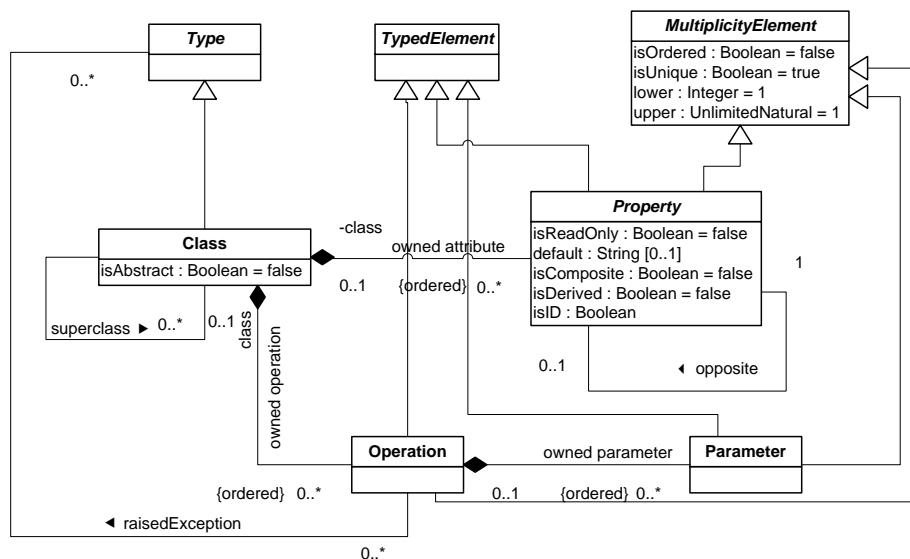 Type
TypedElement
MultiplicityElement
isOrdered : Boolean = false
isUnique : Boolean = true
lower : Integer = 1
upper : UnlimitedNatural = 1
0..*
Property
isReadOnly : Boolean = false
default : String [0..1]
isComposite : Boolean = false
isDerived : Boolean = false
isID : Boolean
-class
owned attribute
Class
isAbstract : Boolean = false
0..1
{ordered} 0..*
1
superclass ► 0..*
0..1
class
owned operation
0..1
◄ opposite
Operation
owned parameter
Parameter
{ordered} 0..*
0..1
{ordered} 0..*
◄ raisedException
0..*